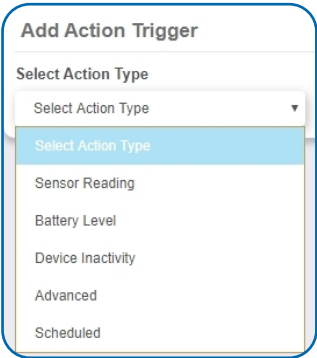 Add Action Trigger
Select Action Type
Select Action Type
Select Action Type
Sensor Reading
Battery Level
Device Inactivity
Advanced
Scheduled